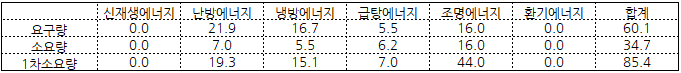 신재생에너지 난방에너지 냉방에너지 급탕에너지 조명에너지 환기에너지 합계
요구량 0.0 21.9 16.7 5.5 16.0 0.0 60.1
소요량 0.0 7.0 5.5 6.2 16.0 0.0 34.7
1차소요량 0.0 19.3 15.1 7.0 44.0 0.0 85.4